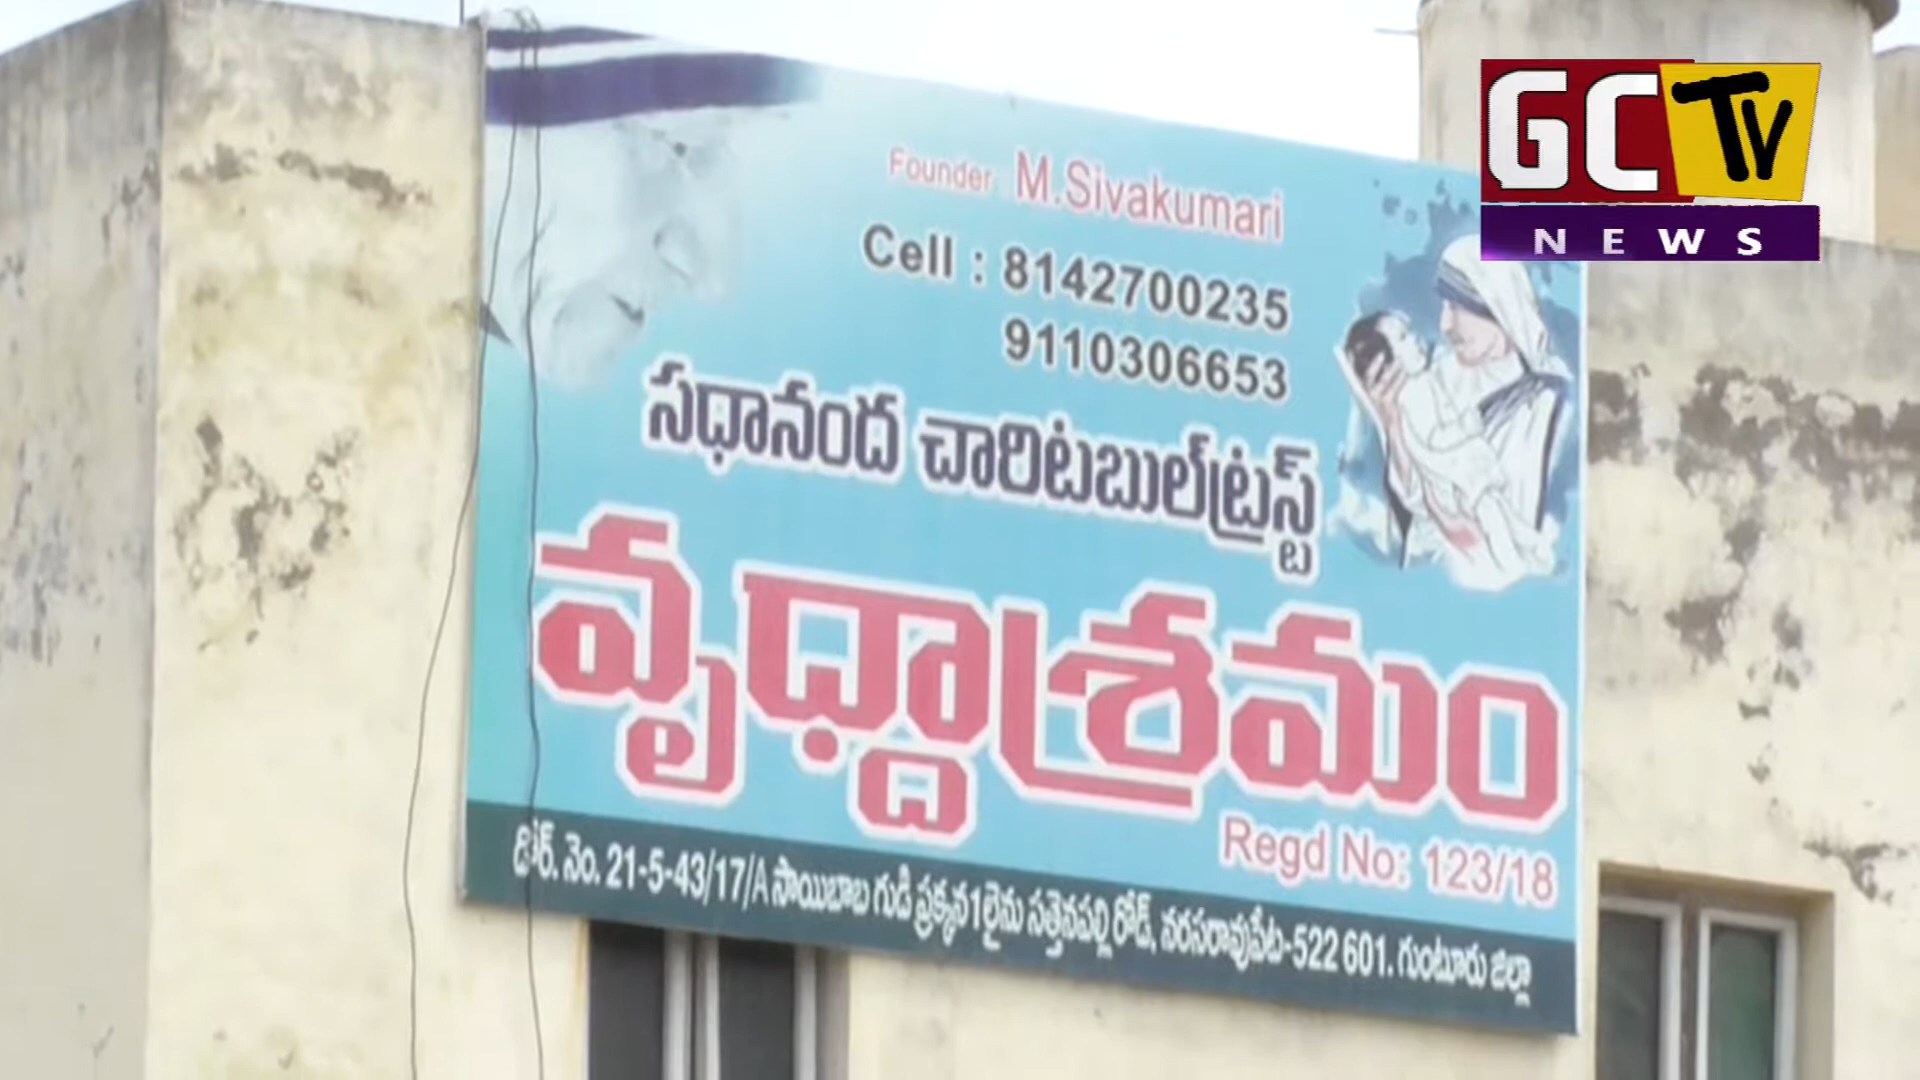 GC TV
NEWS
Founder M.Sivakumari
Cell : 8142700235
9110306653
సధానంద చారిటబుల్‌ట్రస్ట్
వృద్ధాశ్రమం
Regd No: 123/18
డోర్. నెం. 21-5-43/17/A సాయిబాబ గుడి ప్రక్కన 1లైను సత్తెనపల్లి రోడ్, నరసరావుపేట-522 601. గుంటూరు జిల్లా